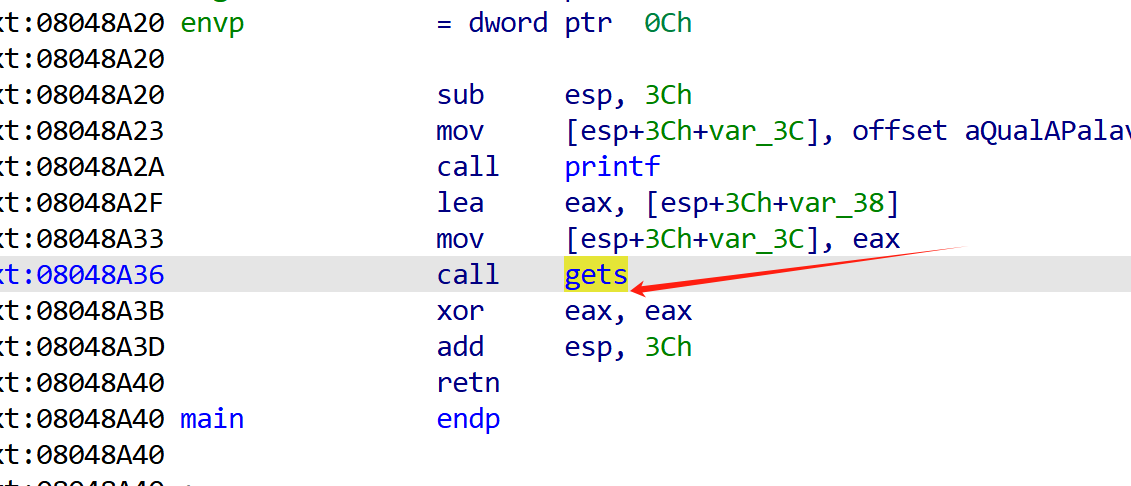 xt:08048A20 envp = dword ptr 0Ch
xt:08048A20
xt:08048A20 sub esp, 3Ch
xt:08048A23 mov [esp+3Ch+var_3C], offset aQualAPalav
xt:08048A2A call printf
xt:08048A2F lea eax, [esp+3Ch+var_38]
xt:08048A33 mov [esp+3Ch+var_3C], eax
xt:08048A36 call gets
xt:08048A3B xor eax, eax
xt:08048A3D add esp, 3Ch
xt:08048A40 retn
xt:08048A40 main endp
xt:08048A40